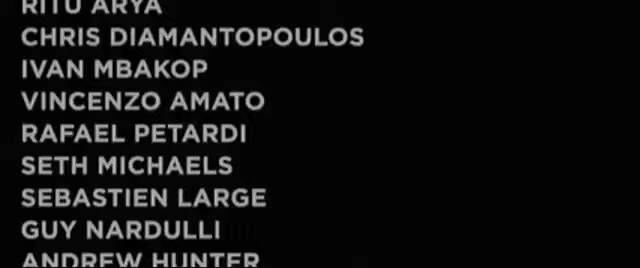 RITU ARYA
CHRIS DIAMANTOPOULOS
IVAN MBAKOP
VINCENZO AMATO
RAFAEL PETARDI
SETH MICHAELS
SEBASTIEN LARGE
GUY NARDULLI
ANDREW HUNTER